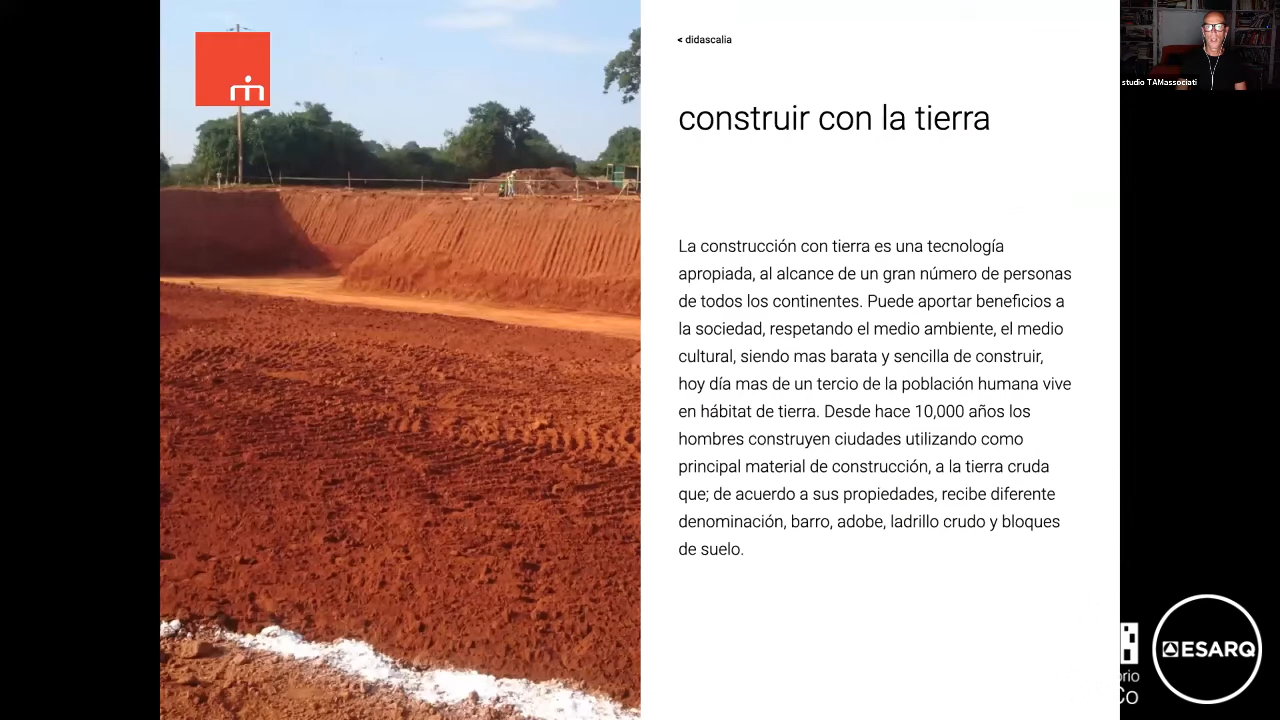 < didascalia
studio TAMassociati
construir con la tierra
La construcción con tierra es una tecnología
apropiada, al alcance de un gran número de personas
de todos los continentes. Puede aportar beneficios a
la sociedad, respetando el medio ambiente, el medio
cultural, siendo mas barata y sencilla de construir,
hoy día mas de un tercio de la población humana vive
en hábitat de tierra. Desde hace 10,000 años los
hombres construyen ciudades utilizando como
principal material de construcción, a la tierra cruda
que; de acuerdo a sus propiedades, recibe diferente
denominación, barro, adobe, ladrillo crudo y bloques
de suelo.
ESARQ